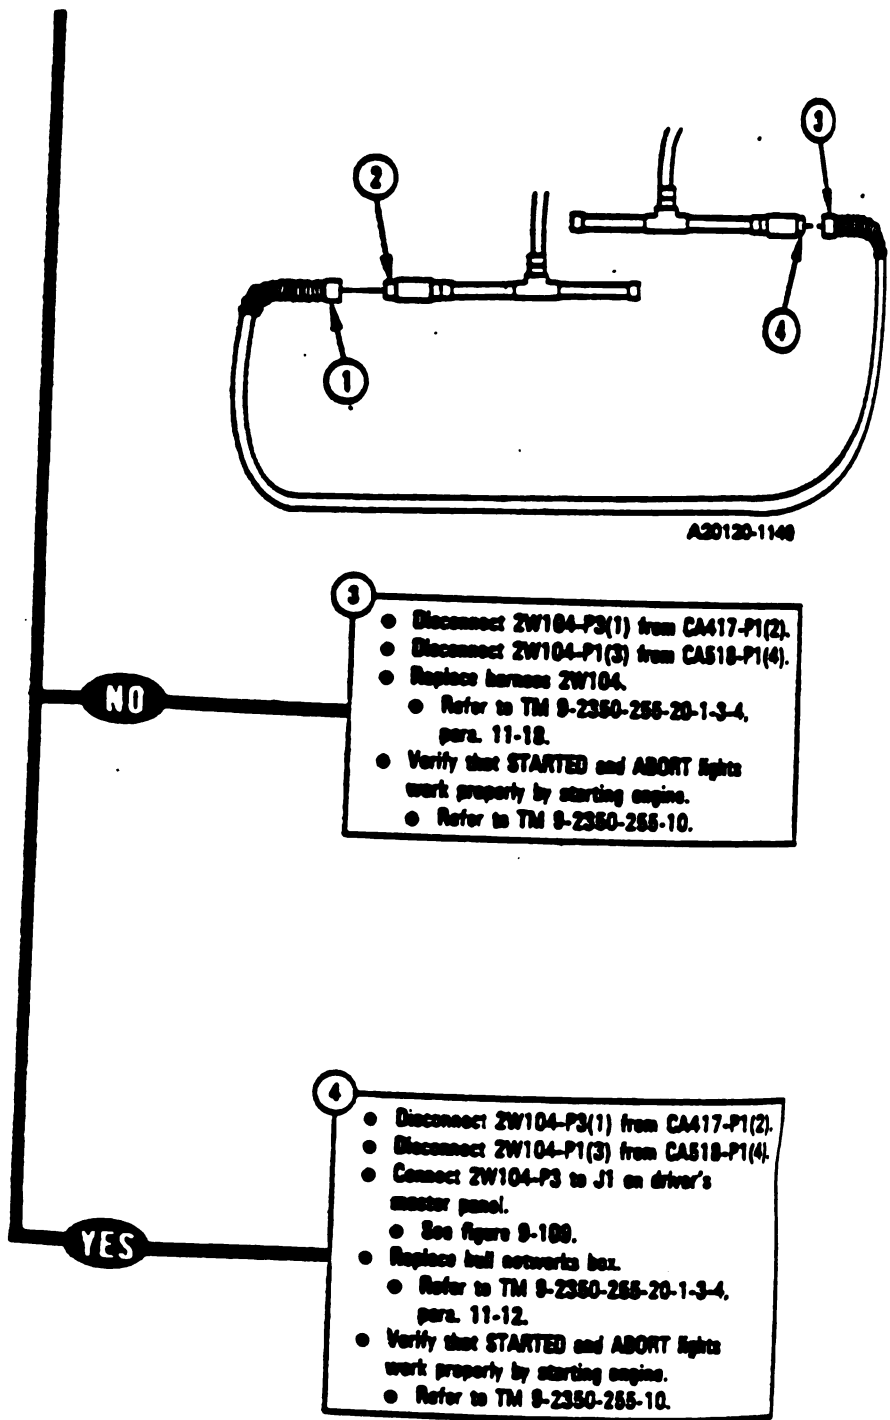 3
2
4
1
A20120-1148
3
● Disconnect 2W104-P3(1) from CA417-P1(2).
● Disconnect 2W104-P1(3) from CA518-P1(4).
● Replace harness 2W104.
● Refer to TM 9-2350-255-20-1-3-4,
para. 11-18.
● Verify that STARTED and ABORT lights
work properly by starting engine.
● Refer to TM 9-2350-255-10.
NO
4
● Disconnect 2W104-P3(1) from CA417-P1(2).
● Disconnect 2W104-P1(3) from CA518-P1(4).
● Connect 2W104-P3 to J1 on driver's
master panel.
● See figure 9-109.
● Replace hull networks box.
● Refer to TM 9-2350-255-20-1-3-4,
para. 11-12.
● Verify that STARTED and ABORT lights
work properly by starting engine.
● Refer to TM 9-2350-255-10.
YES